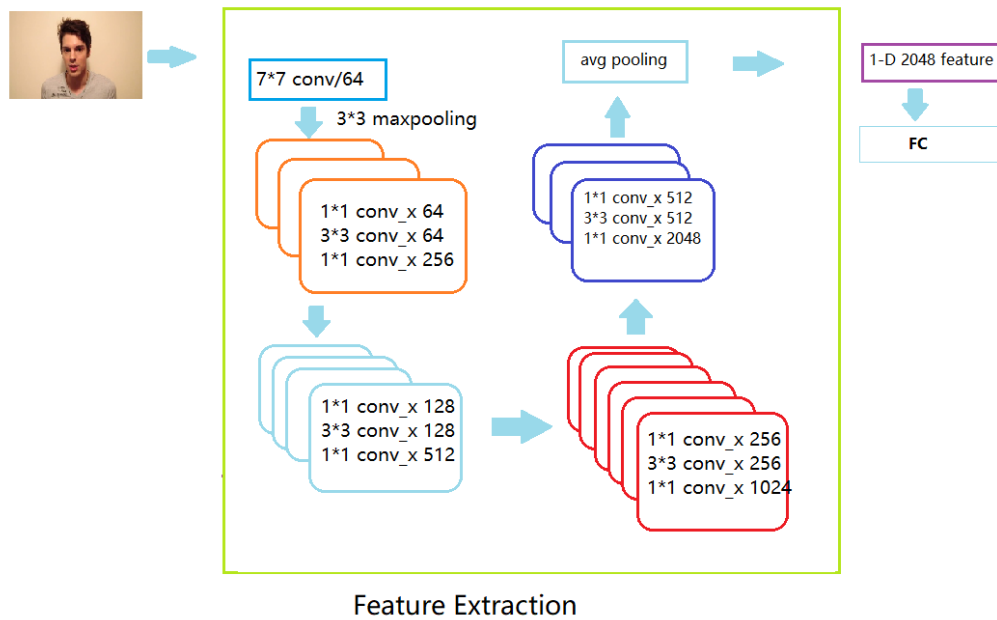 7*7 conv/64
3*3 maxpooling
1*1 conv_x 64
3*3 conv_x 64
1*1 conv_x 256
1*1 conv_x 128
3*3 conv_x 128
1*1 conv_x 512
1*1 conv_x 256
3*3 conv_x 256
1*1 conv_x 1024
1*1 conv_x 512
3*3 conv_x 512
1*1 conv_x 2048
avg pooling
1-D 2048 feature
FC
Feature Extraction